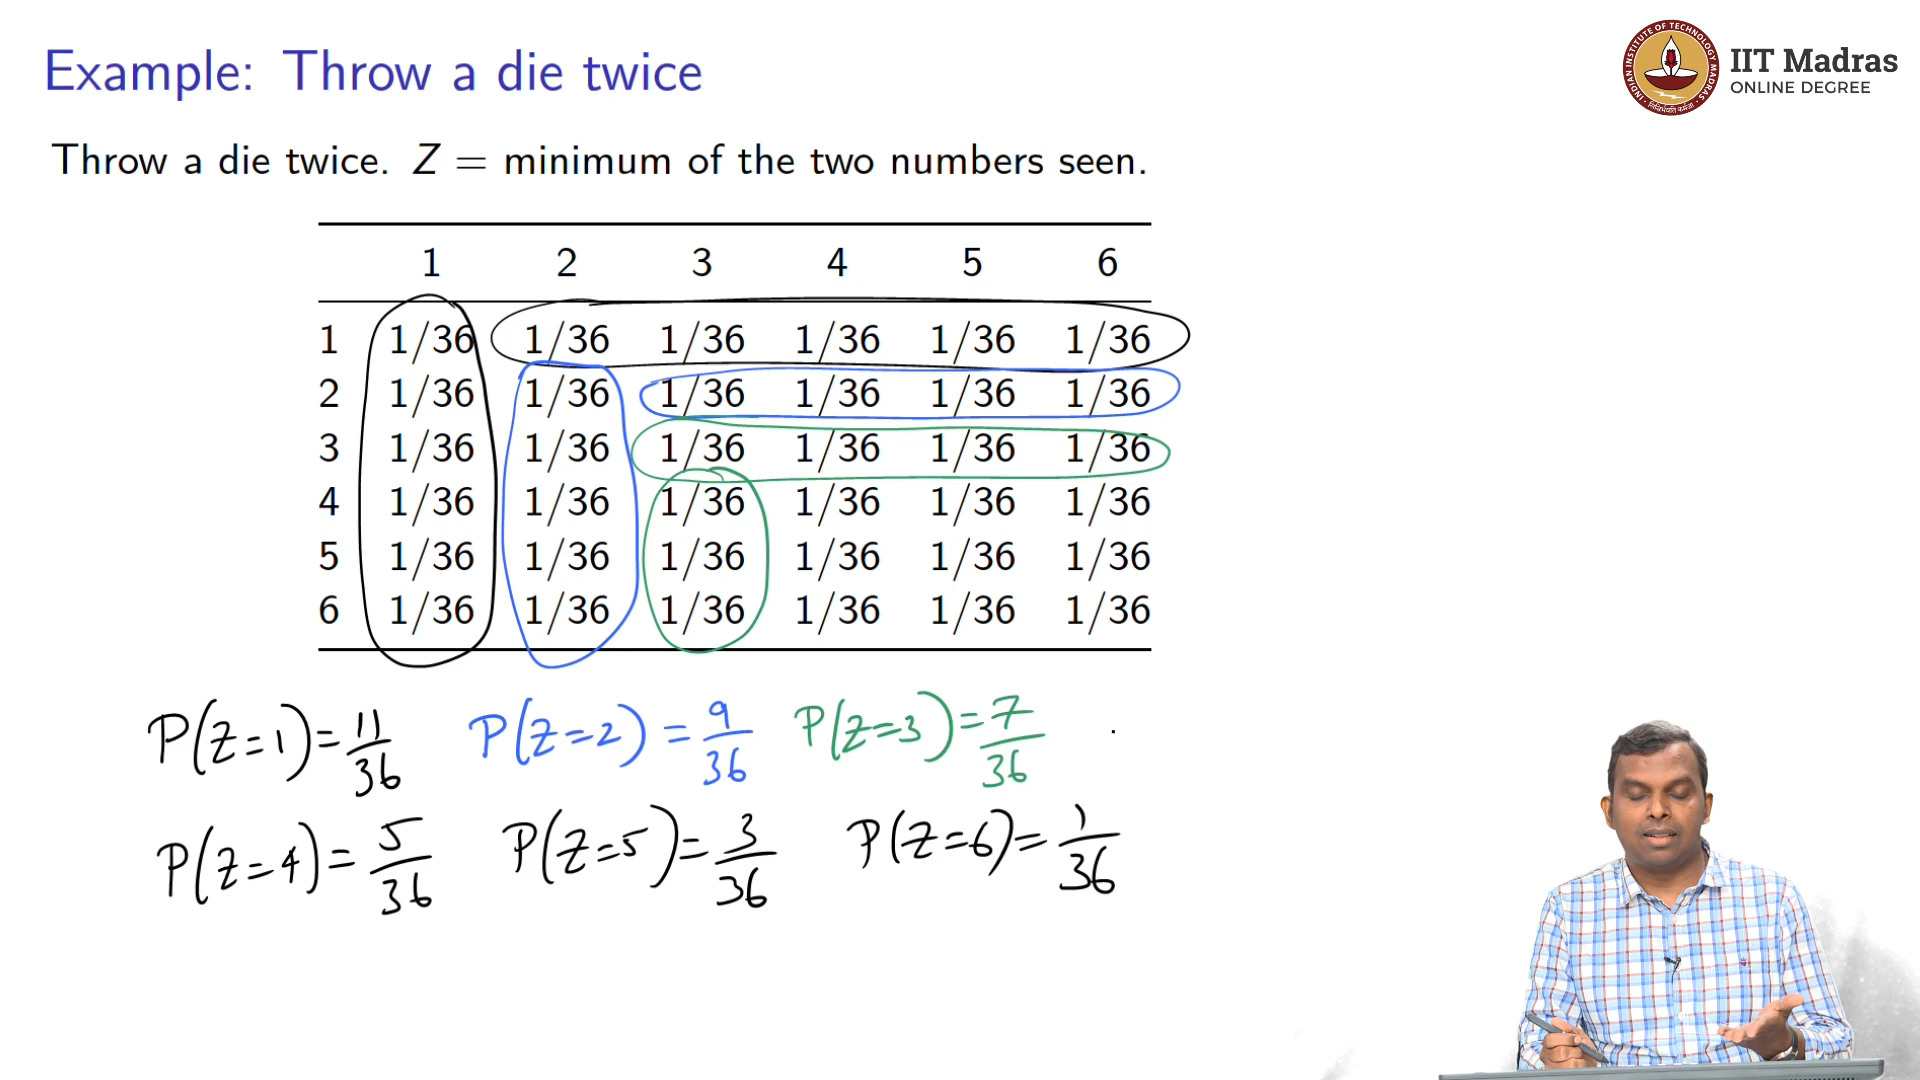 Example: Throw a die twice
IIT Madras
ONLINE DEGREE
INDIAN INSTITUTE OF TECHNOLOGY MADRAS
Throw a die twice. Z = minimum of the two numbers seen.
1 2 3 4 5 6
1 1/36 1/36 1/36 1/36 1/36 1/36
2 1/36 1/36 1/36 1/36 1/36 1/36
3 1/36 1/36 1/36 1/36 1/36 1/36
4 1/36 1/36 1/36 1/36 1/36 1/36
5 1/36 1/36 1/36 1/36 1/36 1/36
6 1/36 1/36 1/36 1/36 1/36 1/36
P(Z=1)=11/36 P(Z=2)=9/36 P(Z=3)=7/36
P(Z=4)=5/36 P(Z=5)=3/36 P(Z=6)=1/36